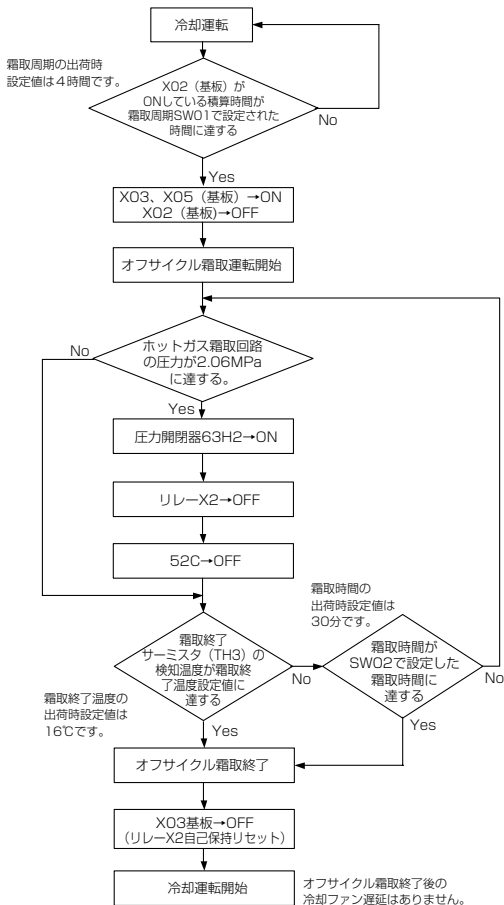 冷却運転
霜取周期の出荷時
設定値は4時間です。
X02（基板）が
ONしている積算時間が
霜取周期SW01で設定された
時間に達する
No
Yes
X03、X05（基板）→ON
X02（基板)→OFF
オフサイクル霜取運転開始
No
ホットガス霜取回路
の圧力が2.06MPa
に達する。
Yes
圧力開閉器63H2→ON
リレーX2→OFF
52C→OFF
霜取時間の
出荷時設定値は
30分です。
霜取終了
サーミスタ（TH3）の
検知温度が霜取終
了温度設定値に
達する
No
霜取時間が
SW02で設定した
霜取時間に
達する
No
霜取終了温度の
出荷時設定値は
16℃です。
Yes
Yes
オフサイクル霜取終了
X03基板→OFF
（リレーX2自己保持リセット）
冷却運転開始
オフサイクル霜取終了後の
冷却ファン遅延はありません。